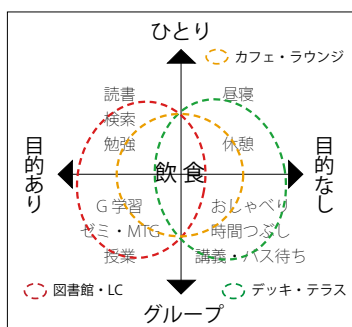 ひとり
カフェ・ラウンジ
読書
昼寝
検索
勉強
休憩
目的あり
飲食
目的なし
G学習
おしゃべり
ゼミ・MTG
時間つぶし
授業
講義・バス待ち
図書館・LC
デッキ・テラス
グループ